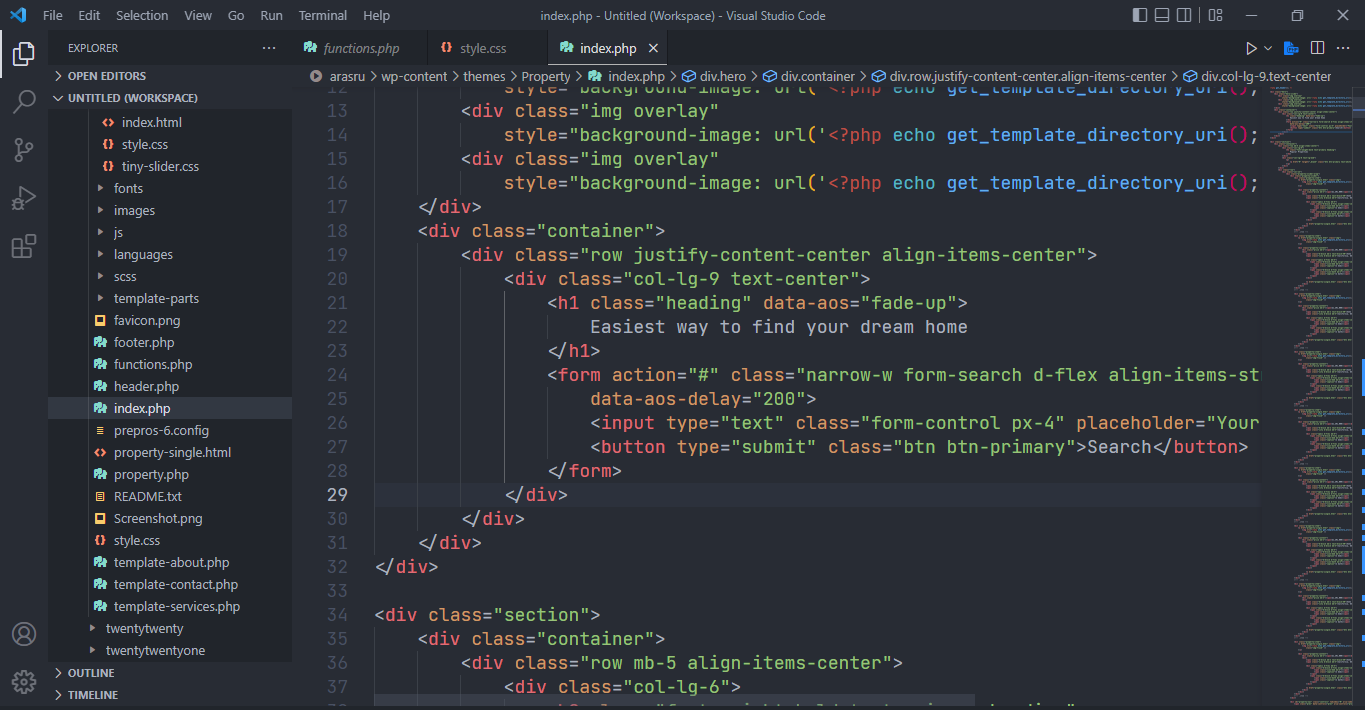 File Edit Selection View Go Run Terminal Help index.php - Untitled (Workspace) - Visual Studio Code
EXPLORER
OPEN EDITORS
UNTITLED (WORKSPACE)
index.html
style.css
tiny-slider.css
fonts
images
js
languages
scss
template-parts
favicon.png
footer.php
functions.php
header.php
index.php
prepros-6.config
property-single.html
property.php
README.txt
Screenshot.png
style.css
template-about.php
template-contact.php
template-services.php
twentytwenty
twentytwentyone
OUTLINE
TIMELINE
functions.php style.css index.php
arasru > wp-content > themes > Property > index.php > div.hero > div.container > div.row.justify-content-center.align-items-center > div.col-lg-9.text-center
12 style="background-image: url('<?php echo get_template_directory_uri();
13 <div class="img overlay"
14 style="background-image: url('<?php echo get_template_directory_uri();
15 <div class="img overlay"
16 style="background-image: url('<?php echo get_template_directory_uri();
17 </div>
18 <div class="container">
19 <div class="row justify-content-center align-items-center">
20 <div class="col-lg-9 text-center">
21 <h1 class="heading" data-aos="fade-up">
22 Easiest way to find your dream home
23 </h1>
24 <form action="#" class="narrow-w form-search d-flex align-items-st
25 data-aos-delay="200">
26 <input type="text" class="form-control px-4" placeholder="Your
27 <button type="submit" class="btn btn-primary">Search</button>
28 </form>
29 </div>
30 </div>
31 </div>
32 </div>
33
34 <div class="section">
35 <div class="container">
36 <div class="row mb-5 align-items-center">
37 <div class="col-lg-6">